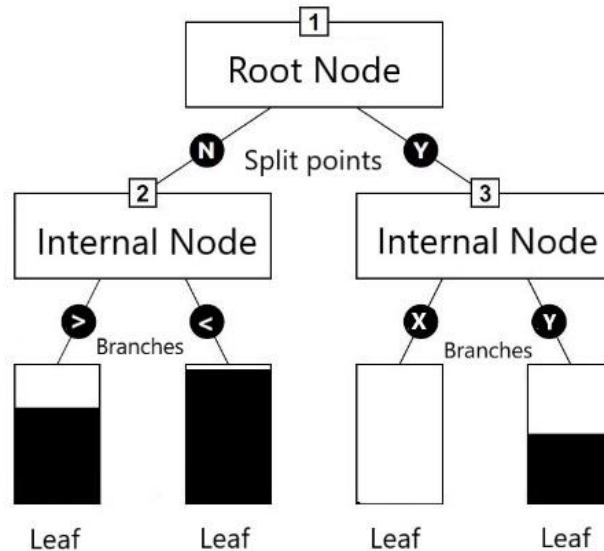 1
Root Node
N Split points Y
2 3
Internal Node Internal Node
> < X Y
Branches Branches
Leaf Leaf Leaf Leaf